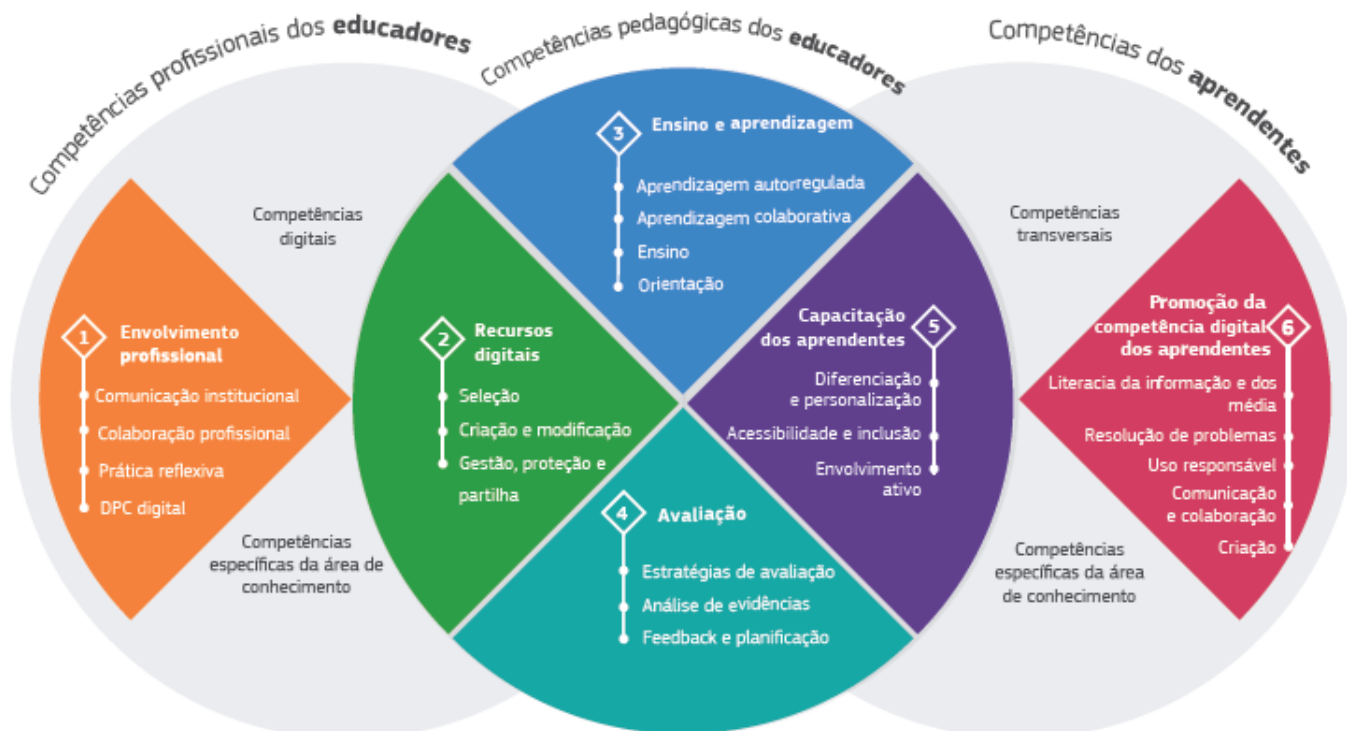 Competências profissionais dos educadores
Competências pedagógicas dos educadores
Competências dos aprendentes
Competências
digitais
Competências
específicas da área de
conhecimento
1
Envolvimento
profissional
Comunicação institucional
Colaboração profissional
Prática reflexiva
DPC digital
2
Recursos
digitais
Seleção
Criação e modificação
Gestão, proteção e
partilha
3
Ensino e aprendizagem
Aprendizagem autorregulada
Aprendizagem colaborativa
Ensino
Orientação
4
Avaliação
Estratégias de avaliação
Análise de evidências
Feedback e planificação
5
Capacitação
dos aprendentes
Diferenciação
e personalização
Acessibilidade e inclusão
Envolvimento
ativo
Competências
transversais
Competências
específicas da área
de conhecimento
6
Promoção da
competência digital
dos aprendentes
Literacia da informação e dos
média
Resolução de problemas
Uso responsável
Comunicação
e colaboração
Criação